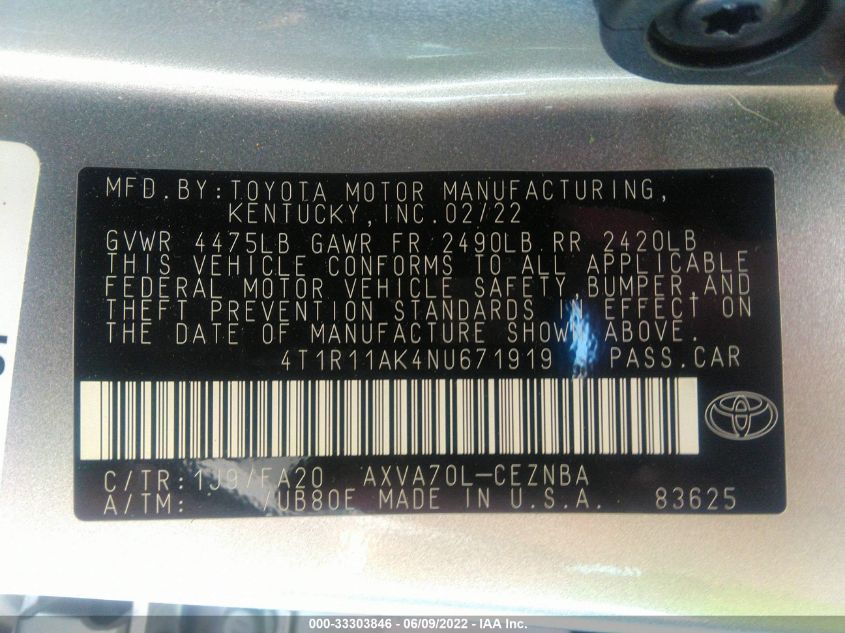 MFD.BY:TOYOTA MOTOR MANUFACTURING,
KENTUCKY,INC.02/22
GVWR 4475LB GAWR FR 2490LB RR 2420LB
THIS VEHICLE CONFORMS TO ALL APPLICABLE
FEDERAL MOTOR VEHICLE SAFETY,BUMPER,AND
THEFT PREVENTION STANDARDS IN EFFECT ON
THE DATE OF MANUFACTURE SHOWN ABOVE.
4T1R11AK4NU671919 PASS.CAR
C/TR:1J9/FA20 AXVA70L-CEZNBA
A/TM: /UB80E MADE IN U.S.A. 83625
000-33303846 - 06/09/2022 - IAA Inc.